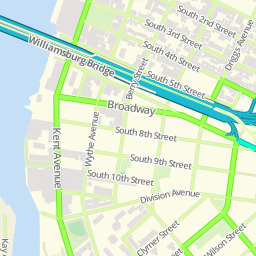 South 2nd Street
South 3rd Street
South 4th Street
Driggs Avenue
Williamsburg Bridge
South 5th Street
Berry Street
Broadway
Wythe Avenue
South 8th Street
Kent Avenue
South 9th Street
South 10th Street
Division Avenue
Clymer Street
Wilson Street